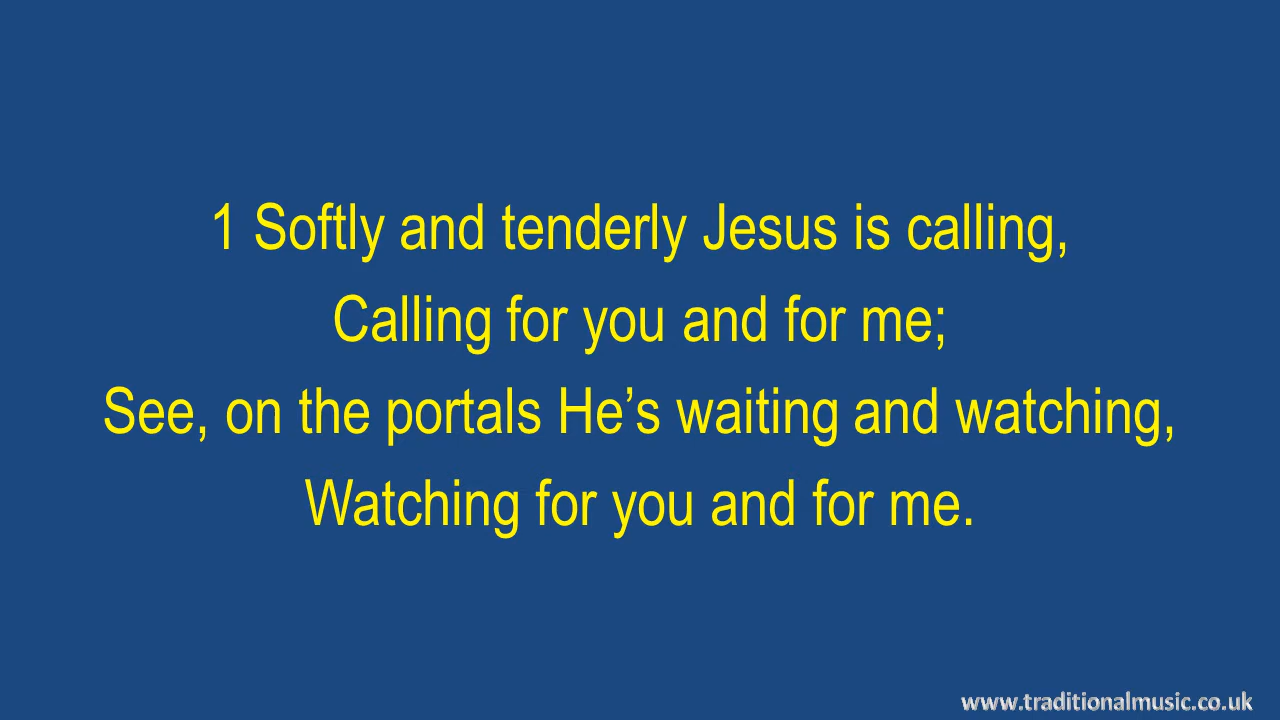 1 Softly and tenderly Jesus is calling,
Calling for you and for me;
See, on the portals He’s waiting and watching,
Watching for you and for me.
www.traditionalmusic.co.uk